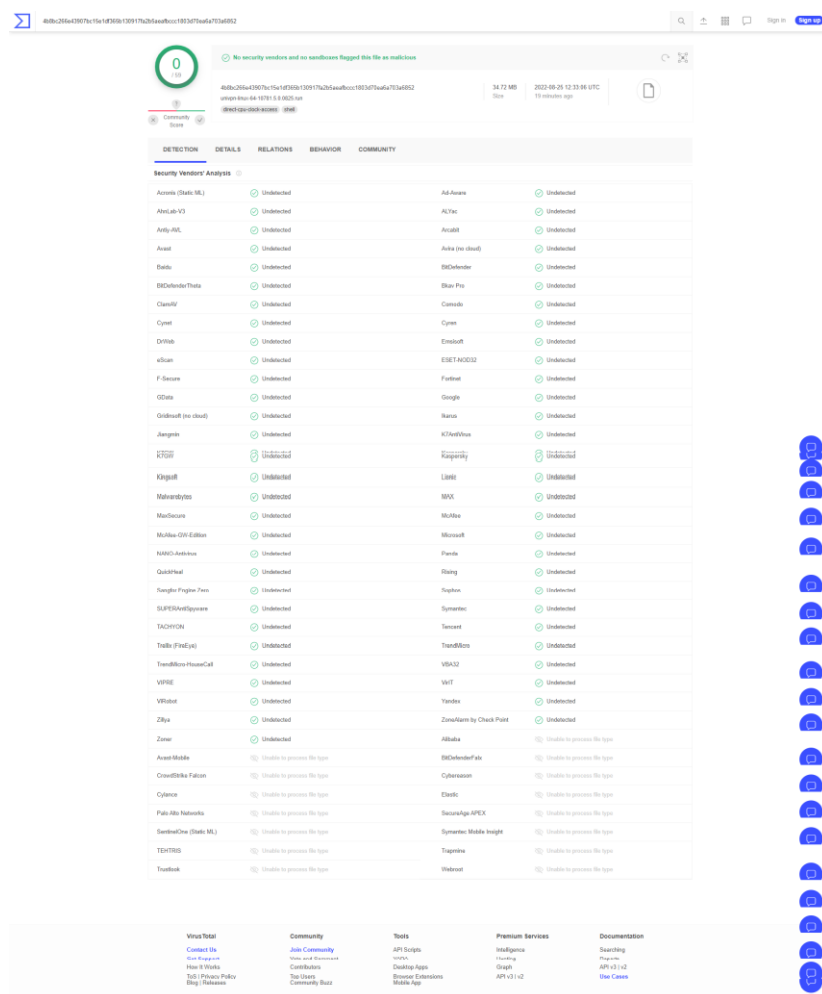 Sign in Sign up
0
/ 59
No security vendors and no sandboxes flagged this file as malicious
34.72 MB
Size
2022-08-25 12:33:06 UTC
19 minutes ago
direct-cpu-clock-access shell
Community
Score
DETECTION DETAILS RELATIONS BEHAVIOR COMMUNITY
Security Vendors' Analysis
Acronis (Static ML) Undetected Ad-Aware Undetected
AhnLab-V3 Undetected ALYac Undetected
Antiy-AVL Undetected Arcabit Undetected
Avast Undetected Avira (no cloud) Undetected
Baidu Undetected BitDefender Undetected
BitDefenderTheta Undetected Bkav Pro Undetected
ClamAV Undetected Comodo Undetected
Cynet Undetected Cyren Undetected
DrWeb Undetected Emsisoft Undetected
eScan Undetected ESET-NOD32 Undetected
F-Secure Undetected Fortinet Undetected
GData Undetected Google Undetected
Gridinsoft (no cloud) Undetected Ikarus Undetected
Jiangmin Undetected K7AntiVirus Undetected
K7GW Undetected Kaspersky Undetected
Kingsoft Undetected Lionic Undetected
Malwarebytes Undetected MAX Undetected
MaxSecure Undetected McAfee Undetected
McAfee-GW-Edition Undetected Microsoft Undetected
NANO-Antivirus Undetected Panda Undetected
QuickHeal Undetected Rising Undetected
Sangfor Engine Zero Undetected Sophos Undetected
SUPERAntiSpyware Undetected Symantec Undetected
TACHYON Undetected Tencent Undetected
Trellix (FireEye) Undetected TrendMicro Undetected
TrendMicro-HouseCall Undetected VBA32 Undetected
VIPRE Undetected VirIT Undetected
ViRobot Undetected Yandex Undetected
Zillya Undetected ZoneAlarm by Check Point Undetected
Zoner Undetected Alibaba Unable to process file type
Avast-Mobile Unable to process file type BitDefenderFalx Unable to process file type
CrowdStrike Falcon Unable to process file type Cybereason Unable to process file type
Cylance Unable to process file type Elastic Unable to process file type
Palo Alto Networks Unable to process file type SecureAge APEX Unable to process file type
SentinelOne (Static ML) Unable to process file type Symantec Mobile Insight Unable to process file type
TEHTRIS Unable to process file type Trapmine Unable to process file type
Trustlook Unable to process file type Webroot Unable to process file type
VirusTotal Community Tools Premium Services Documentation
Contact Us Join Community API Scripts Intelligence Searching
How It Works Contributors Desktop Apps Graph API v3 | v2
ToS | Privacy Policy Top Users Browser Extensions API v3 | v2 Use Cases
Blog | Releases Community Buzz Mobile App